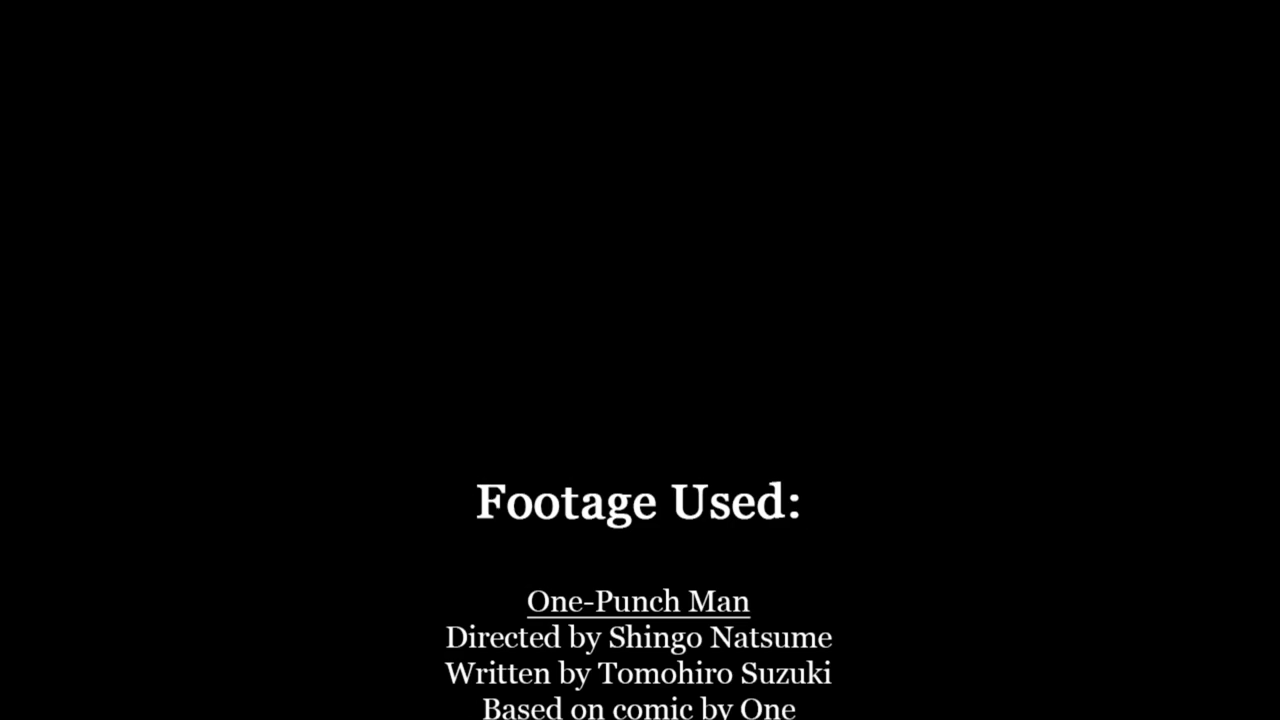 Footage Used:
One-Punch Man
Directed by Shingo Natsume
Written by Tomohiro Suzuki
Based on comic by One